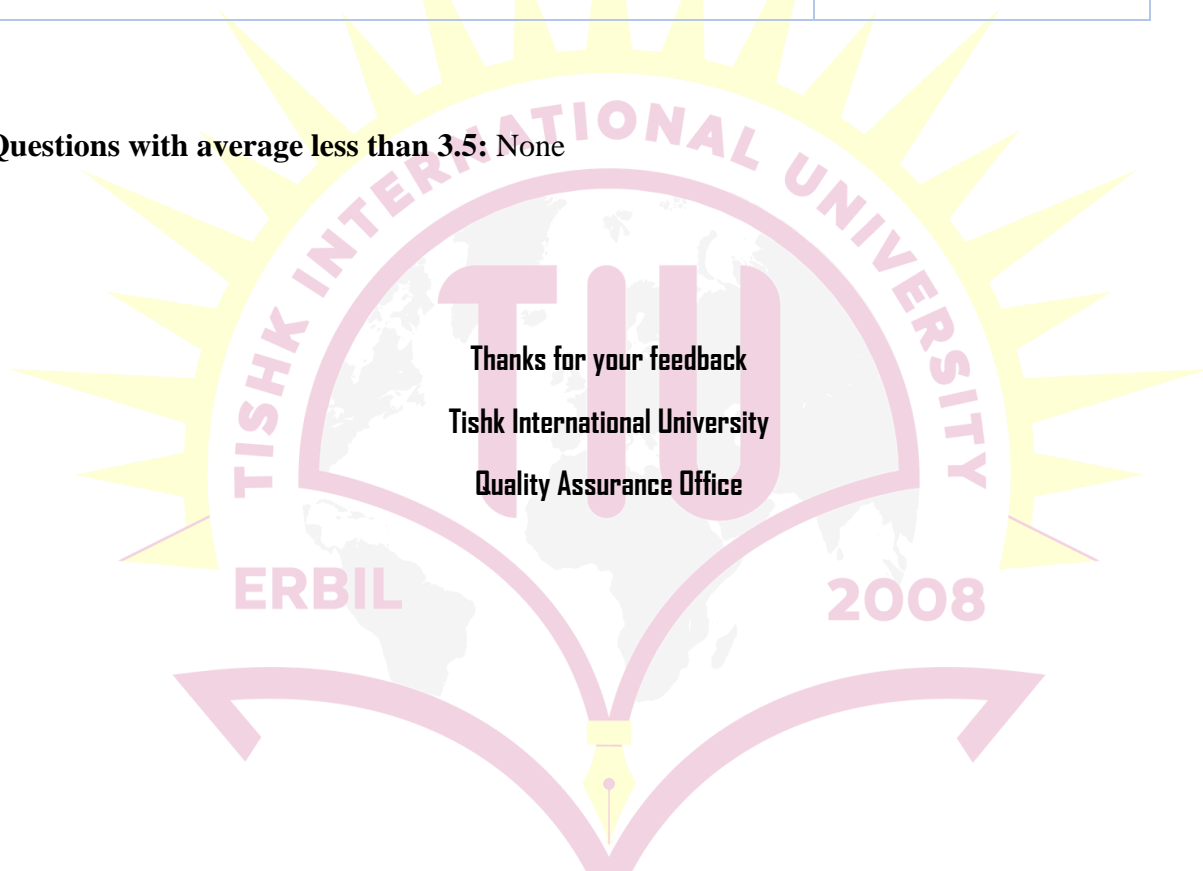 Questions with average less than 3.5: None
TISHK INTERNATIONAL UNIVERSITY
TIU
Thanks for your feedback
Tishk International University
Quality Assurance Office
ERBIL
2008